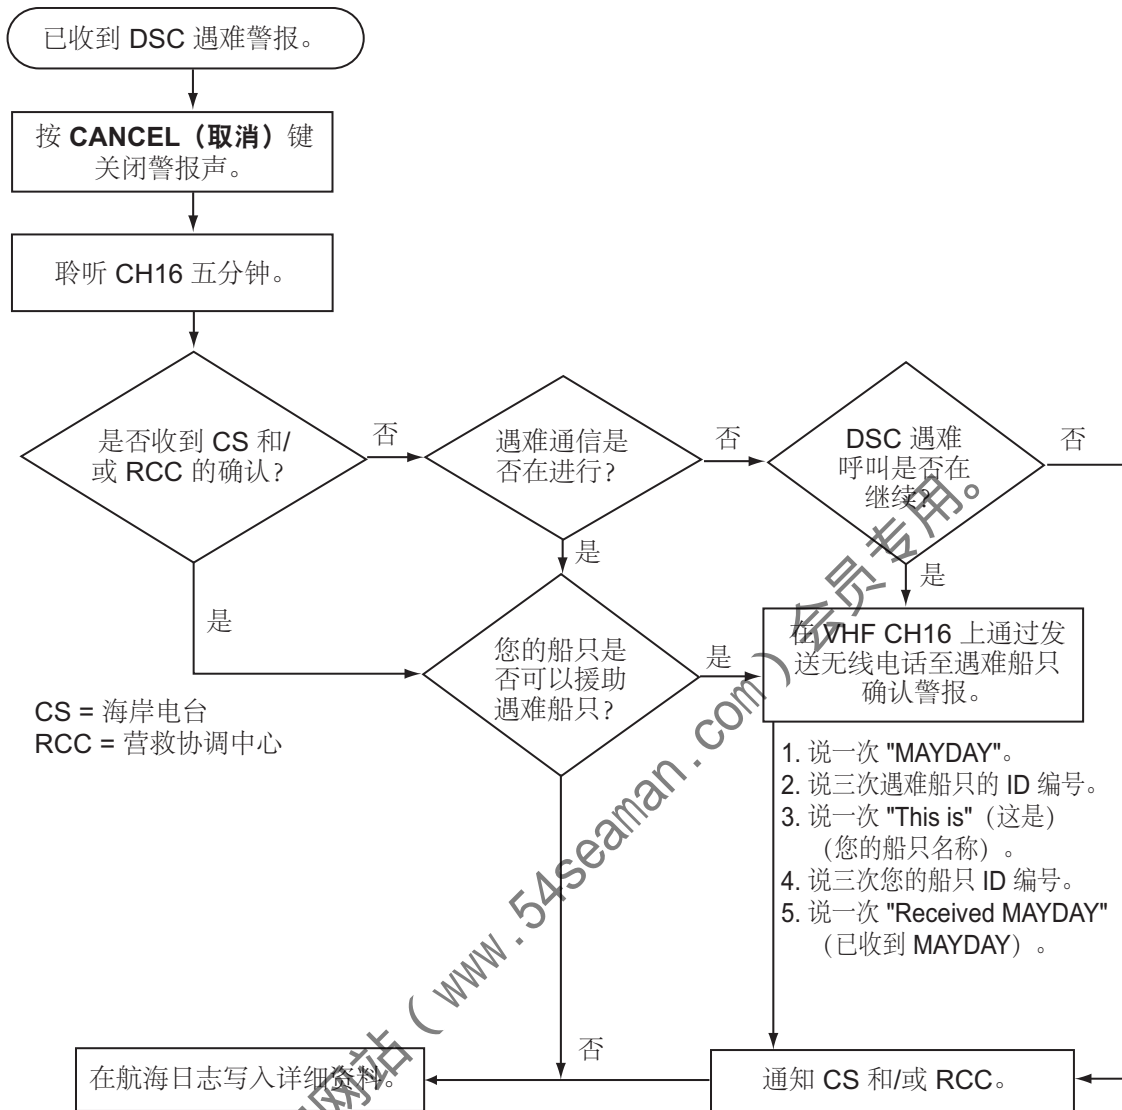 已收到 DSC 遇难警报。
按 CANCEL（取消）键
关闭警报声。
聆听 CH16 五分钟。
是否收到 CS 和/
或 RCC 的确认？
否
遇难通信是
否在进行？
否
DSC 遇难
呼叫是否在
继续？
否
是
是
是
您的船只是
否可以援助
遇难船只？
是
在 VHF CH16 上通过发
送无线电话至遇难船只
确认警报。
CS = 海岸电台
RCC = 营救协调中心
1. 说一次 "MAYDAY"。
2. 说三次遇难船只的 ID 编号。
3. 说一次 "This is"（这是）
（您的船只名称）。
4. 说三次您的船只 ID 编号。
5. 说一次 "Received MAYDAY"
（已收到 MAYDAY）。
否
在航海日志写入详细资料。
通知 CS 和/或 RCC。
网站（www.54seaman.com）会员专用。